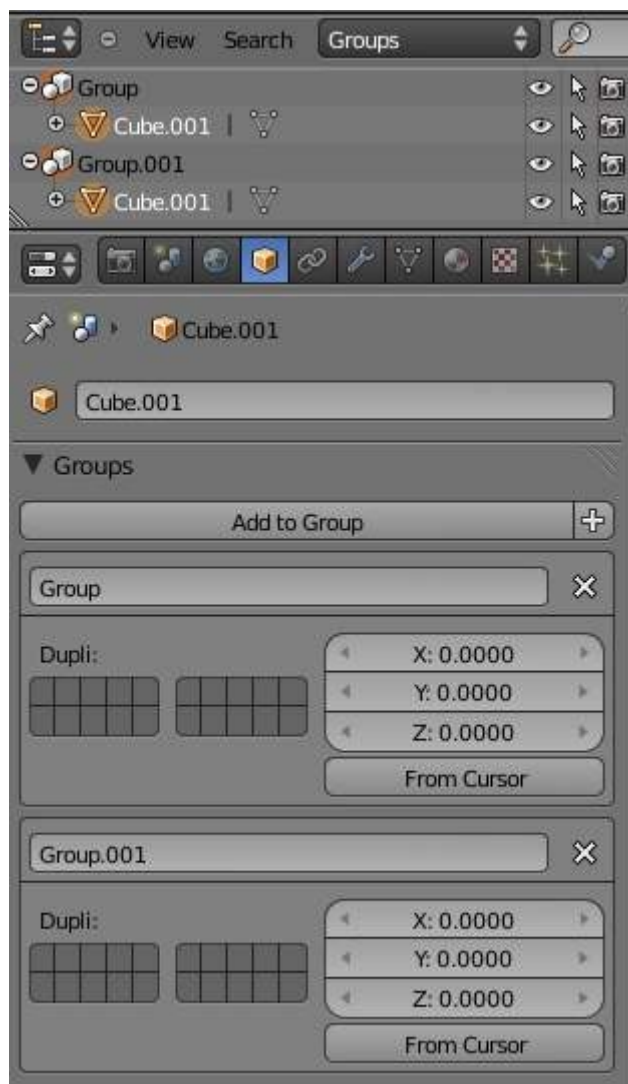 View Search Groups
Group
Cube.001
Group.001
Cube.001
Cube.001
Cube.001
Groups
Add to Group
Group
Dupli:
X: 0.0000
Y: 0.0000
Z: 0.0000
From Cursor
Group.001
Dupli:
X: 0.0000
Y: 0.0000
Z: 0.0000
From Cursor